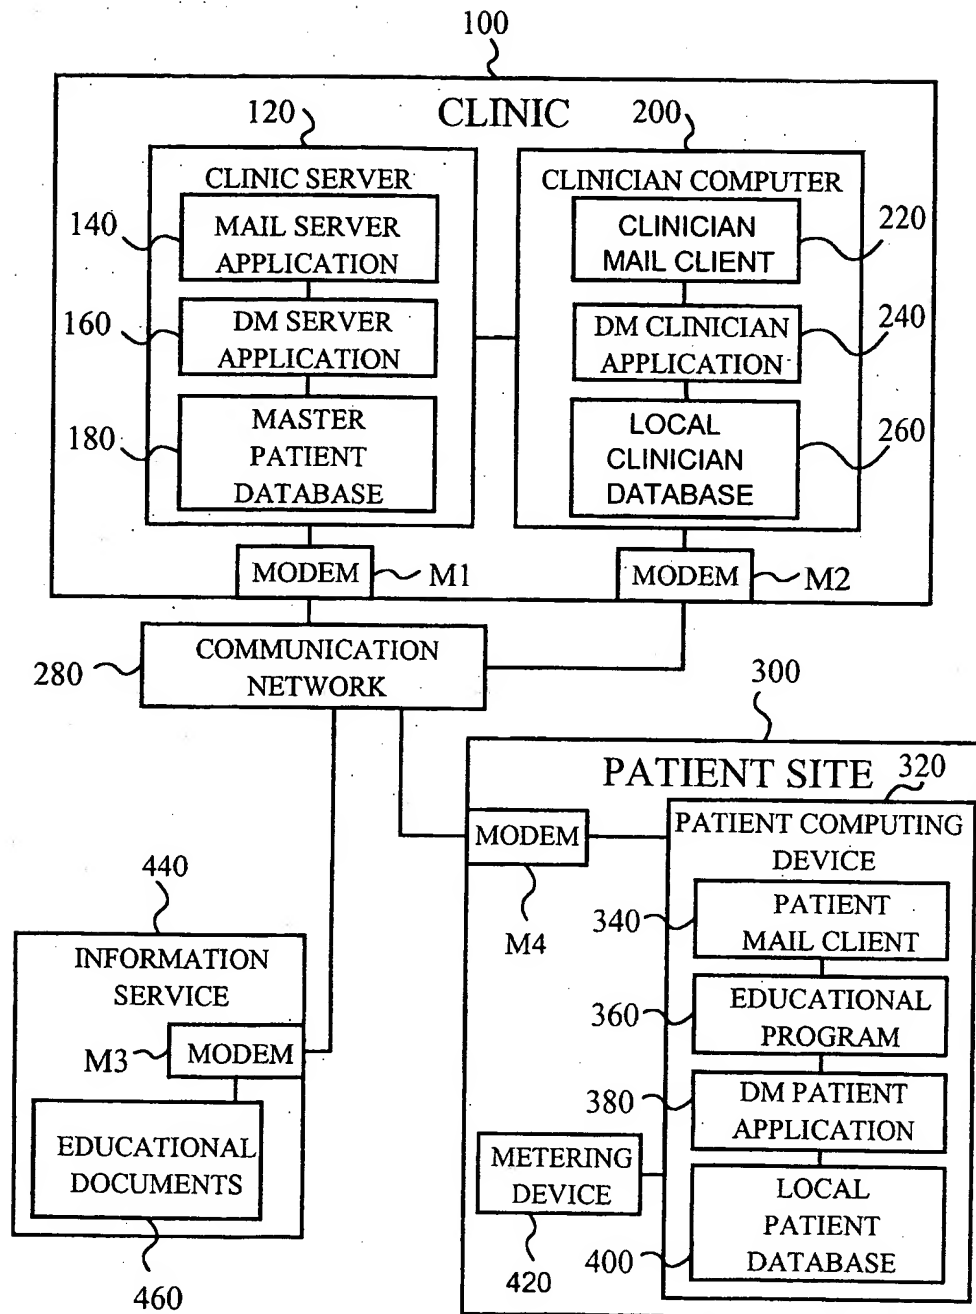 100
CLINIC
120
200
CLINIC SERVER
CLINICIAN COMPUTER
140
MAIL SERVER
APPLICATION
CLINICIAN
MAIL CLIENT
220
160
DM SERVER
APPLICATION
DM CLINICIAN
APPLICATION
240
180
MASTER
PATIENT
DATABASE
LOCAL
CLINICIAN
DATABASE
260
MODEM
M1
MODEM
M2
280
COMMUNICATION
NETWORK
300
PATIENT SITE
320
MODEM
M4
PATIENT COMPUTING
DEVICE
340
PATIENT
MAIL CLIENT
360
EDUCATIONAL
PROGRAM
380
DM PATIENT
APPLICATION
METERING
DEVICE
420
400
LOCAL
PATIENT
DATABASE
440
INFORMATION
SERVICE
M3
MODEM
EDUCATIONAL
DOCUMENTS
460